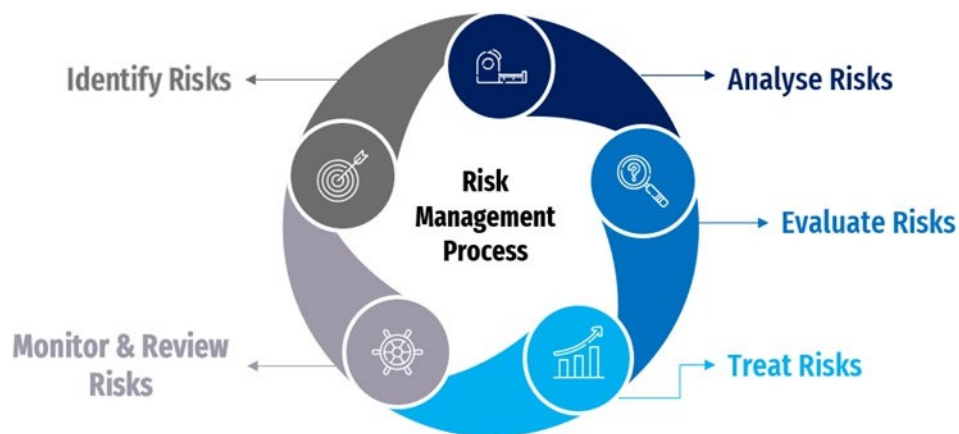 Identify Risks
Analyse Risks
Risk
Management
Process
Evaluate Risks
Monitor & Review
Risks
Treat Risks
?